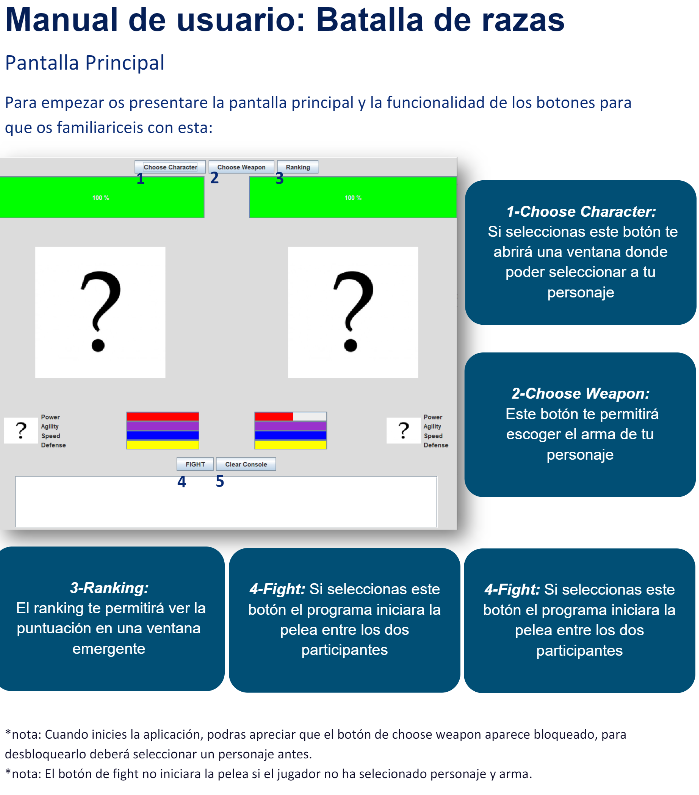 Manual de usuario: Batalla de razas
Pantalla Principal
Para empezar os presentare la pantalla principal y la funcionalidad de los botones para
que os familiariceis con esta:
Choose Character Choose Weapon Ranking
1 2 3
100 % 100 %
? ?
? Power
Agility
Speed
Defense
? Power
Agility
Speed
Defense
FIGHT Clear Console
4 5
1-Choose Character:
Si seleccionas este botón te
abrirá una ventana donde
poder seleccionar a tu
personaje
2-Choose Weapon:
Este botón te permitirá
escoger el arma de tu
personaje
3-Ranking:
El ranking te permitirá ver la
puntuación en una ventana
emergente
4-Fight: Si seleccionas este
botón el programa iniciara la
pelea entre los dos
participantes
4-Fight: Si seleccionas este
botón el programa iniciara la
pelea entre los dos
participantes
*nota: Cuando inicies la aplicación, podras apreciar que el botón de choose weapon aparece bloqueado, para
desbloquearlo deberá seleccionar un personaje antes.
*nota: El botón de fight no iniciara la pelea si el jugador no ha selecionado personaje y arma.